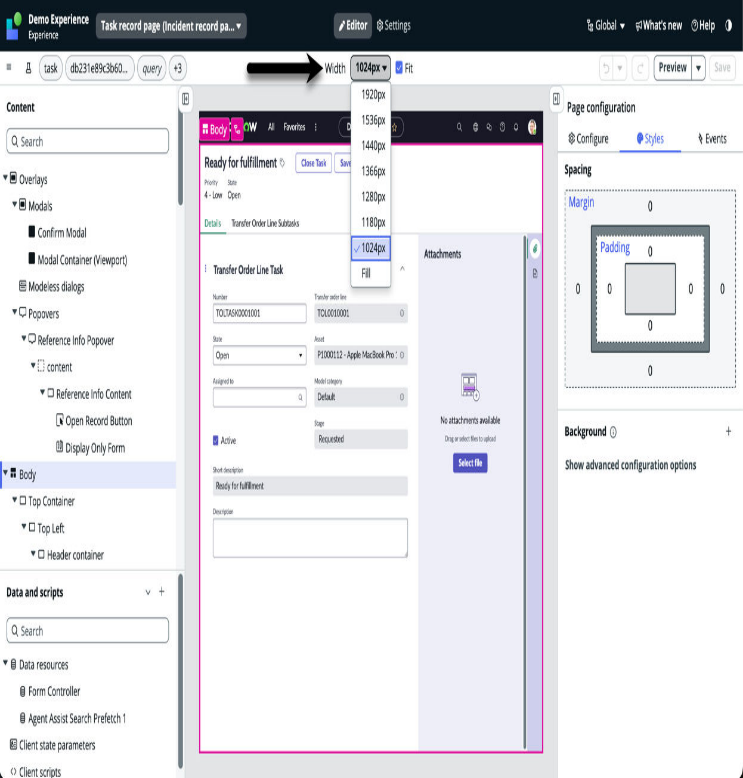 Demo Experience
Experience
Task record page (Incident record pa...
Editor
Settings
Global
What's new
Help
task
db231e89c3b60...
query
+3
Width
1024px
Fit
Preview
Save
1920px
1536px
1440px
1366px
1280px
1180px
1024px
Fill
Content
Search
Overlays
Modals
Confirm Modal
Modal Container (Viewport)
Modeless dialogs
Popovers
Reference Info Popover
content
Reference Info Content
Open Record Button
Display Only Form
Body
Top Container
Top Left
Header container
Data and scripts
Search
Data resources
Form Controller
Agent Assist Search Prefetch 1
Client state parameters
Client scripts
Body
All
Favorites
Ready for fulfillment
Close Task
Save
Priority
State
4 - Low
Open
Details
Transfer Order Line Subtasks
Transfer Order Line Task
Number
TOLTASK0001001
Transfer order line
TOL0010001
State
Open
Asset
P1000112 - Apple MacBook Pro
Assigned to
Model category
Default
Stage
Requested
Active
Short description
Ready for fulfillment
Description
Attachments
No attachments available
Drag or select files to upload
Select file
Page configuration
Configure
Styles
Events
Spacing
Margin
0
Padding
0
0
0
0
0
0
0
Background
Show advanced configuration options